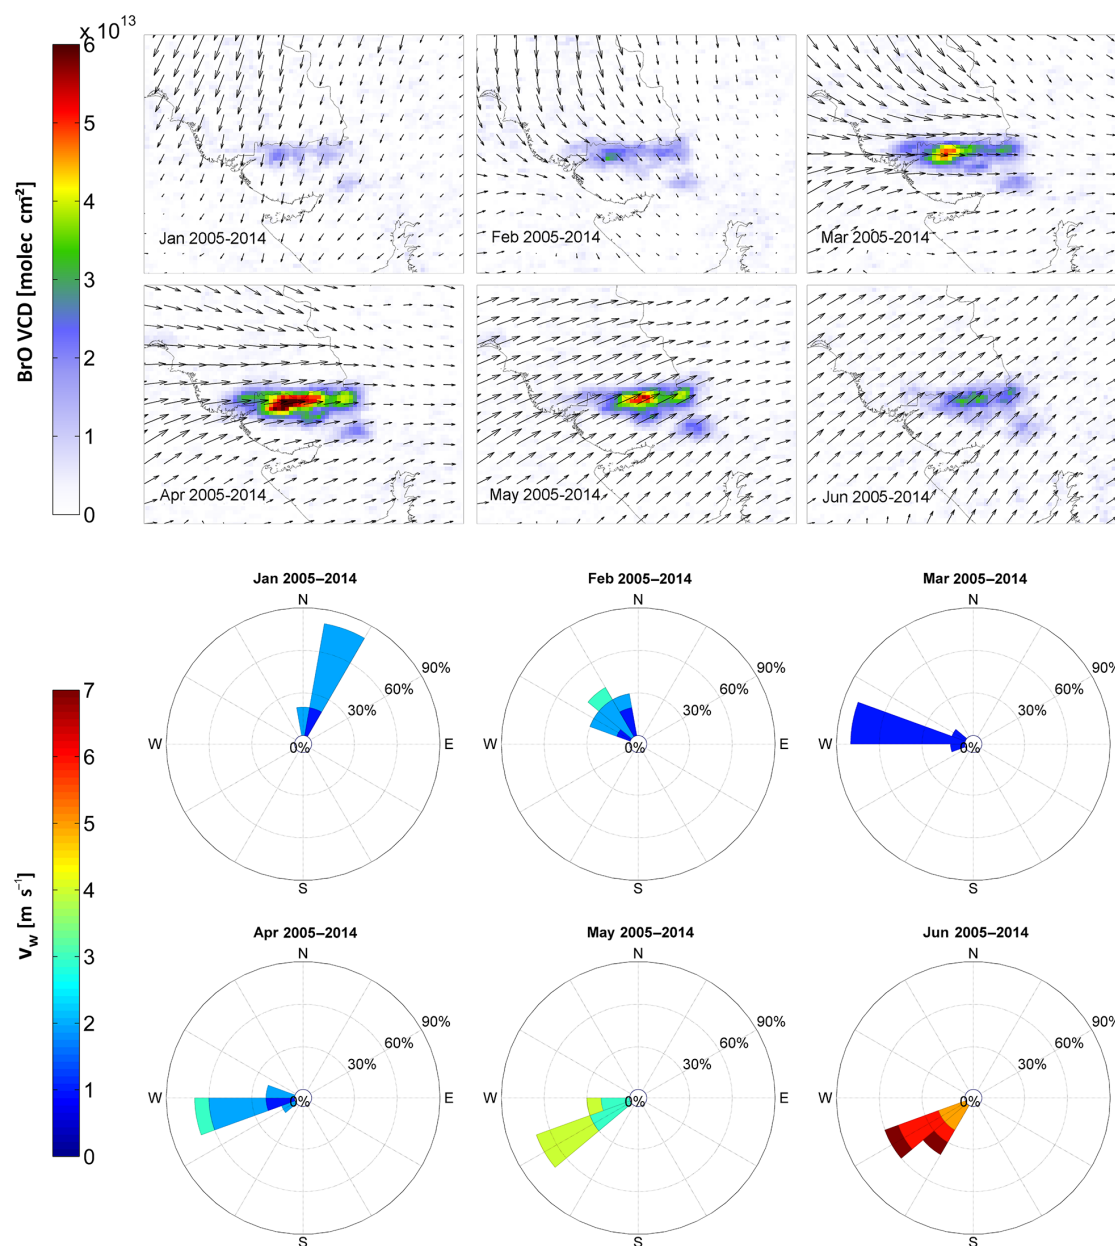 x 10¹³
6
5
4
3
2
1
0
BrO VCD [molec cm²]
Jan 2005-2014
Feb 2005-2014
Mar 2005-2014
Apr 2005-2014
May 2005-2014
Jun 2005-2014
7
6
5
4
3
2
1
0
v_w [m s⁻¹]
Jan 2005–2014
N
90%
60%
30%
W
0%
E
S
Feb 2005–2014
N
90%
60%
30%
W
0%
E
S
Mar 2005–2014
N
90%
60%
30%
W
0%
E
S
Apr 2005–2014
N
90%
60%
30%
W
0%
E
S
May 2005–2014
N
90%
60%
30%
W
0%
E
S
Jun 2005–2014
N
90%
60%
30%
W
0%
E
S